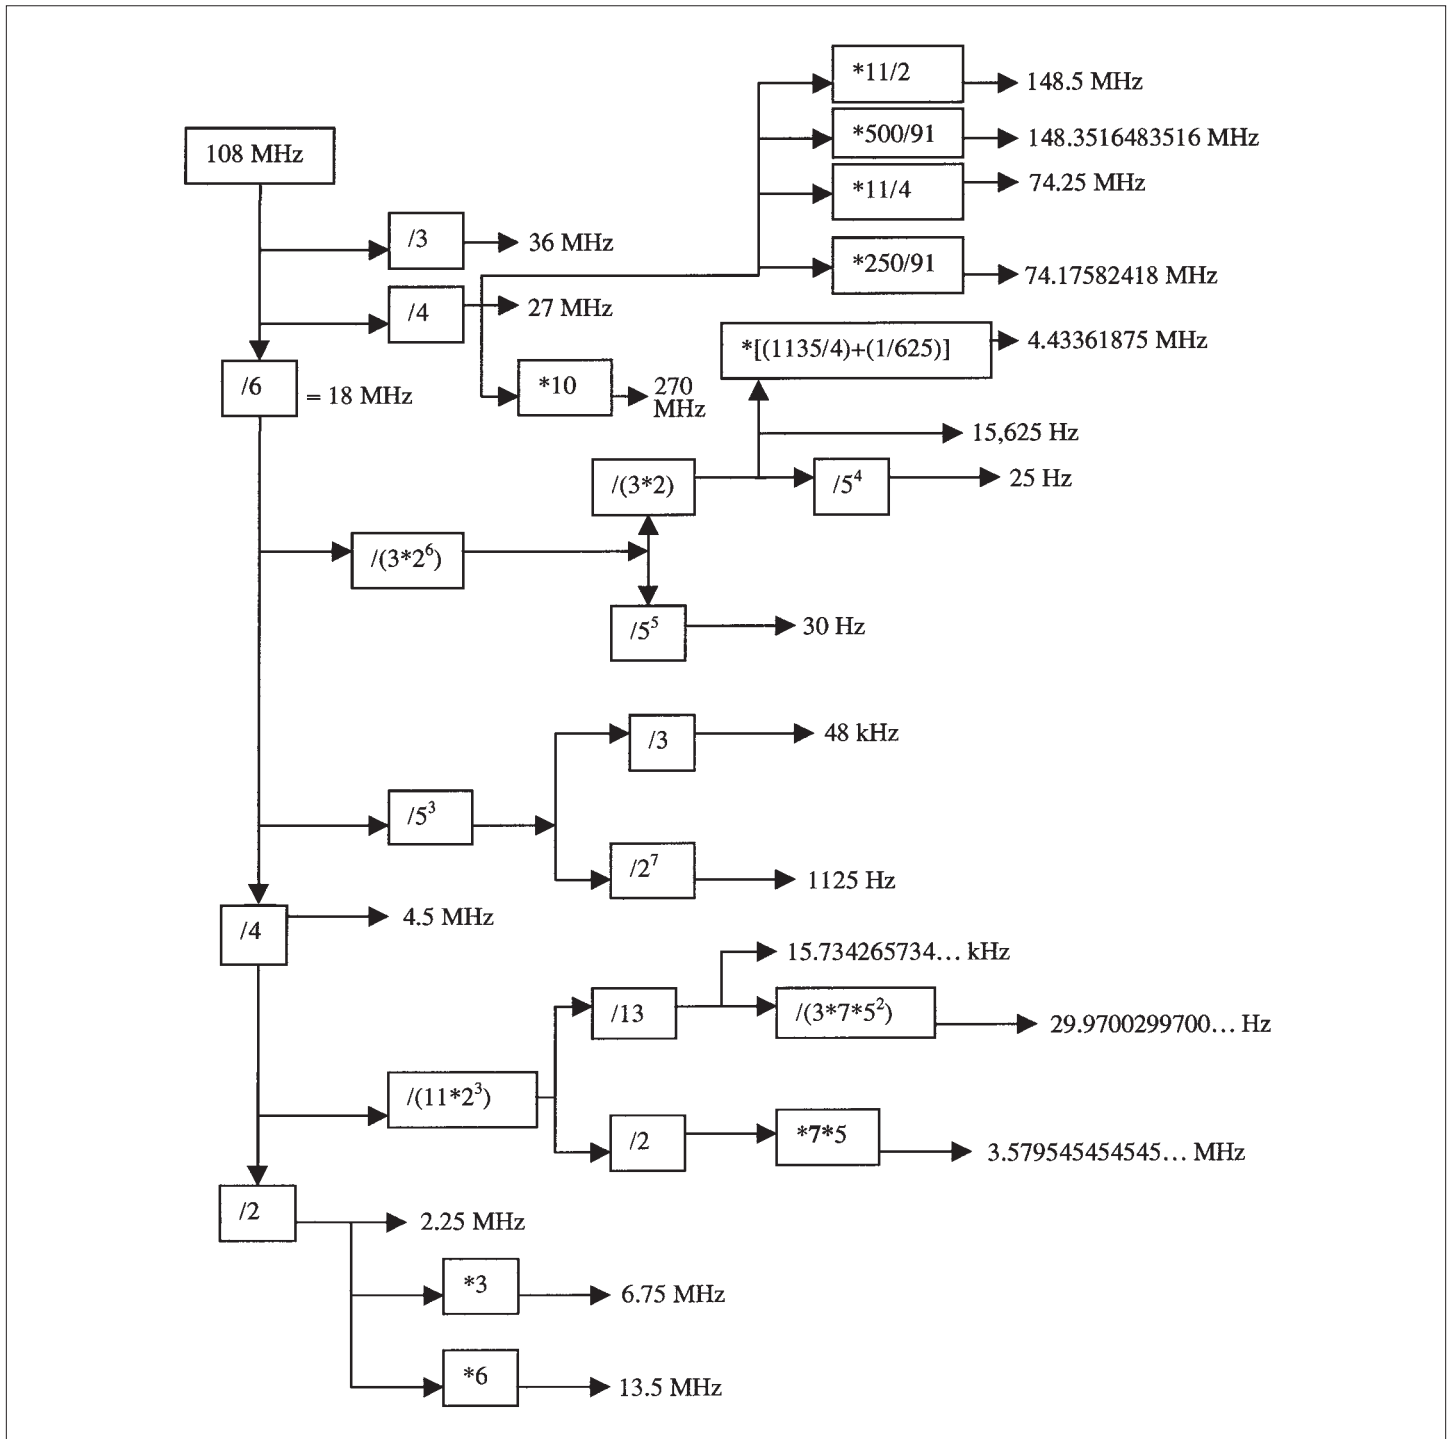 *11/2
148.5 MHz
108 MHz
*500/91
148.3516483516 MHz
*11/4
74.25 MHz
/3
36 MHz
*250/91
74.17582418 MHz
/4
27 MHz
*[(1135/4)+(1/625)]
4.43361875 MHz
/6
= 18 MHz
*10
270
MHz
15,625 Hz
/(3*2)
/5⁴
25 Hz
/(3*2⁶)
/5⁵
30 Hz
/3
48 kHz
/5³
/2⁷
1125 Hz
/4
4.5 MHz
15.734265734... kHz
/13
/(3*7*5²)
29.9700299700... Hz
/(11*2³)
/2
*7*5
3.579545454545... MHz
/2
2.25 MHz
*3
6.75 MHz
*6
13.5 MHz